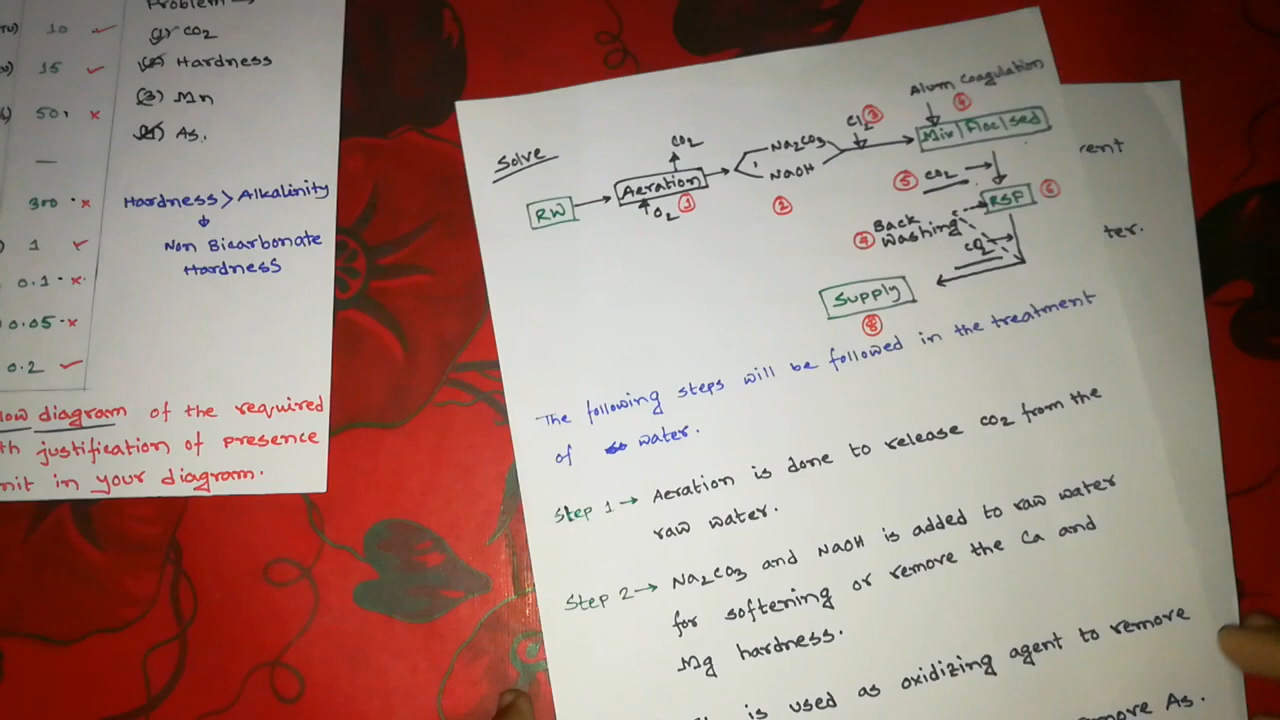 Problem →
10 ✓
CO2
15 ✓
Hardness
50 ×
(3) Mn
As.
300 ×
Hardness > Alkalinity
↓
1 ✓
Non Bicarbonate
Hardness
0.1 ×
0.05 ×
0.2 ✓
diagram of the required
justification of presence
in your diagram.
Solve
RW → Aeration → Na2CO3
NaOH
CO2
O2
①
②
Cl2 ③
Alum Coagulation
④
Mix | Floc | Sed
⑤ CO2 →
RSF ⑥
Back
Washing
CO2
Supply
⑧
ter.
The following steps will be followed in the treatment
of water.
Step 1 → Aeration is done to release CO2 from the
raw water.
Step 2 → Na2CO3 and NaOH is added to raw water
for softening or remove the Ca and
Mg hardness.
is used as oxidizing agent to remove
As.